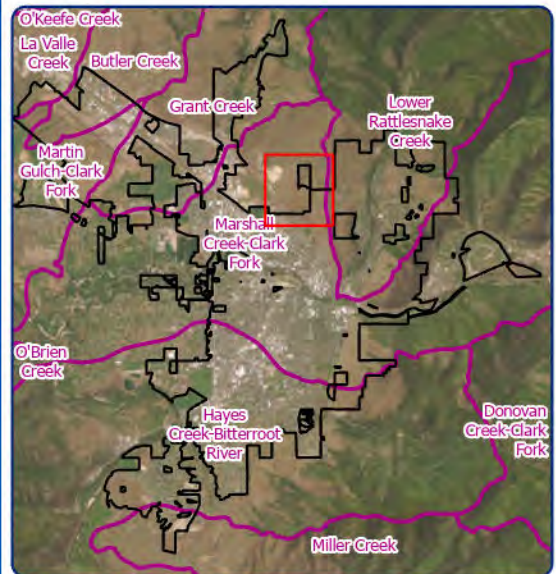 O'Keefe Creek
La Valle
Creek
Butler Creek
Grant Creek
Lower
Rattlesnake
Creek
Martin
Gulch-Clark
Fork
Marshall
Creek-Clark
Fork
O'Brien
Creek
Hayes
Creek-Bitterroot
River
Donovan
Creek-Clark
Fork
Miller Creek